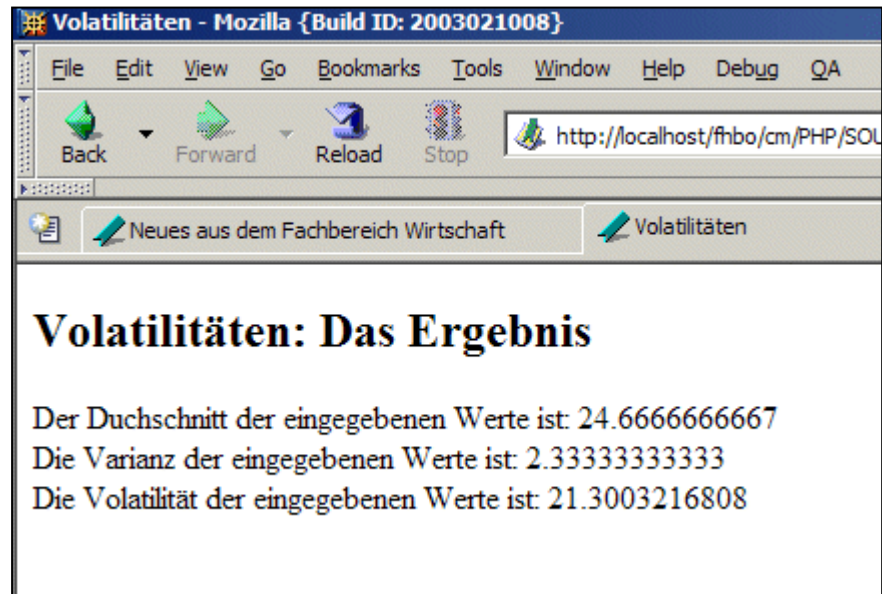 Volatilitäten - Mozilla {Build ID: 2003021008}
File Edit View Go Bookmarks Tools Window Help Debug QA
Back Forward Reload Stop http://localhost/fhbo/cm/PHP/SOU
Neues aus dem Fachbereich Wirtschaft Volatilitäten
Volatilitäten: Das Ergebnis
Der Duchschnitt der eingegebenen Werte ist: 24.6666666667
Die Varianz der eingegebenen Werte ist: 2.33333333333
Die Volatilität der eingegebenen Werte ist: 21.3003216808